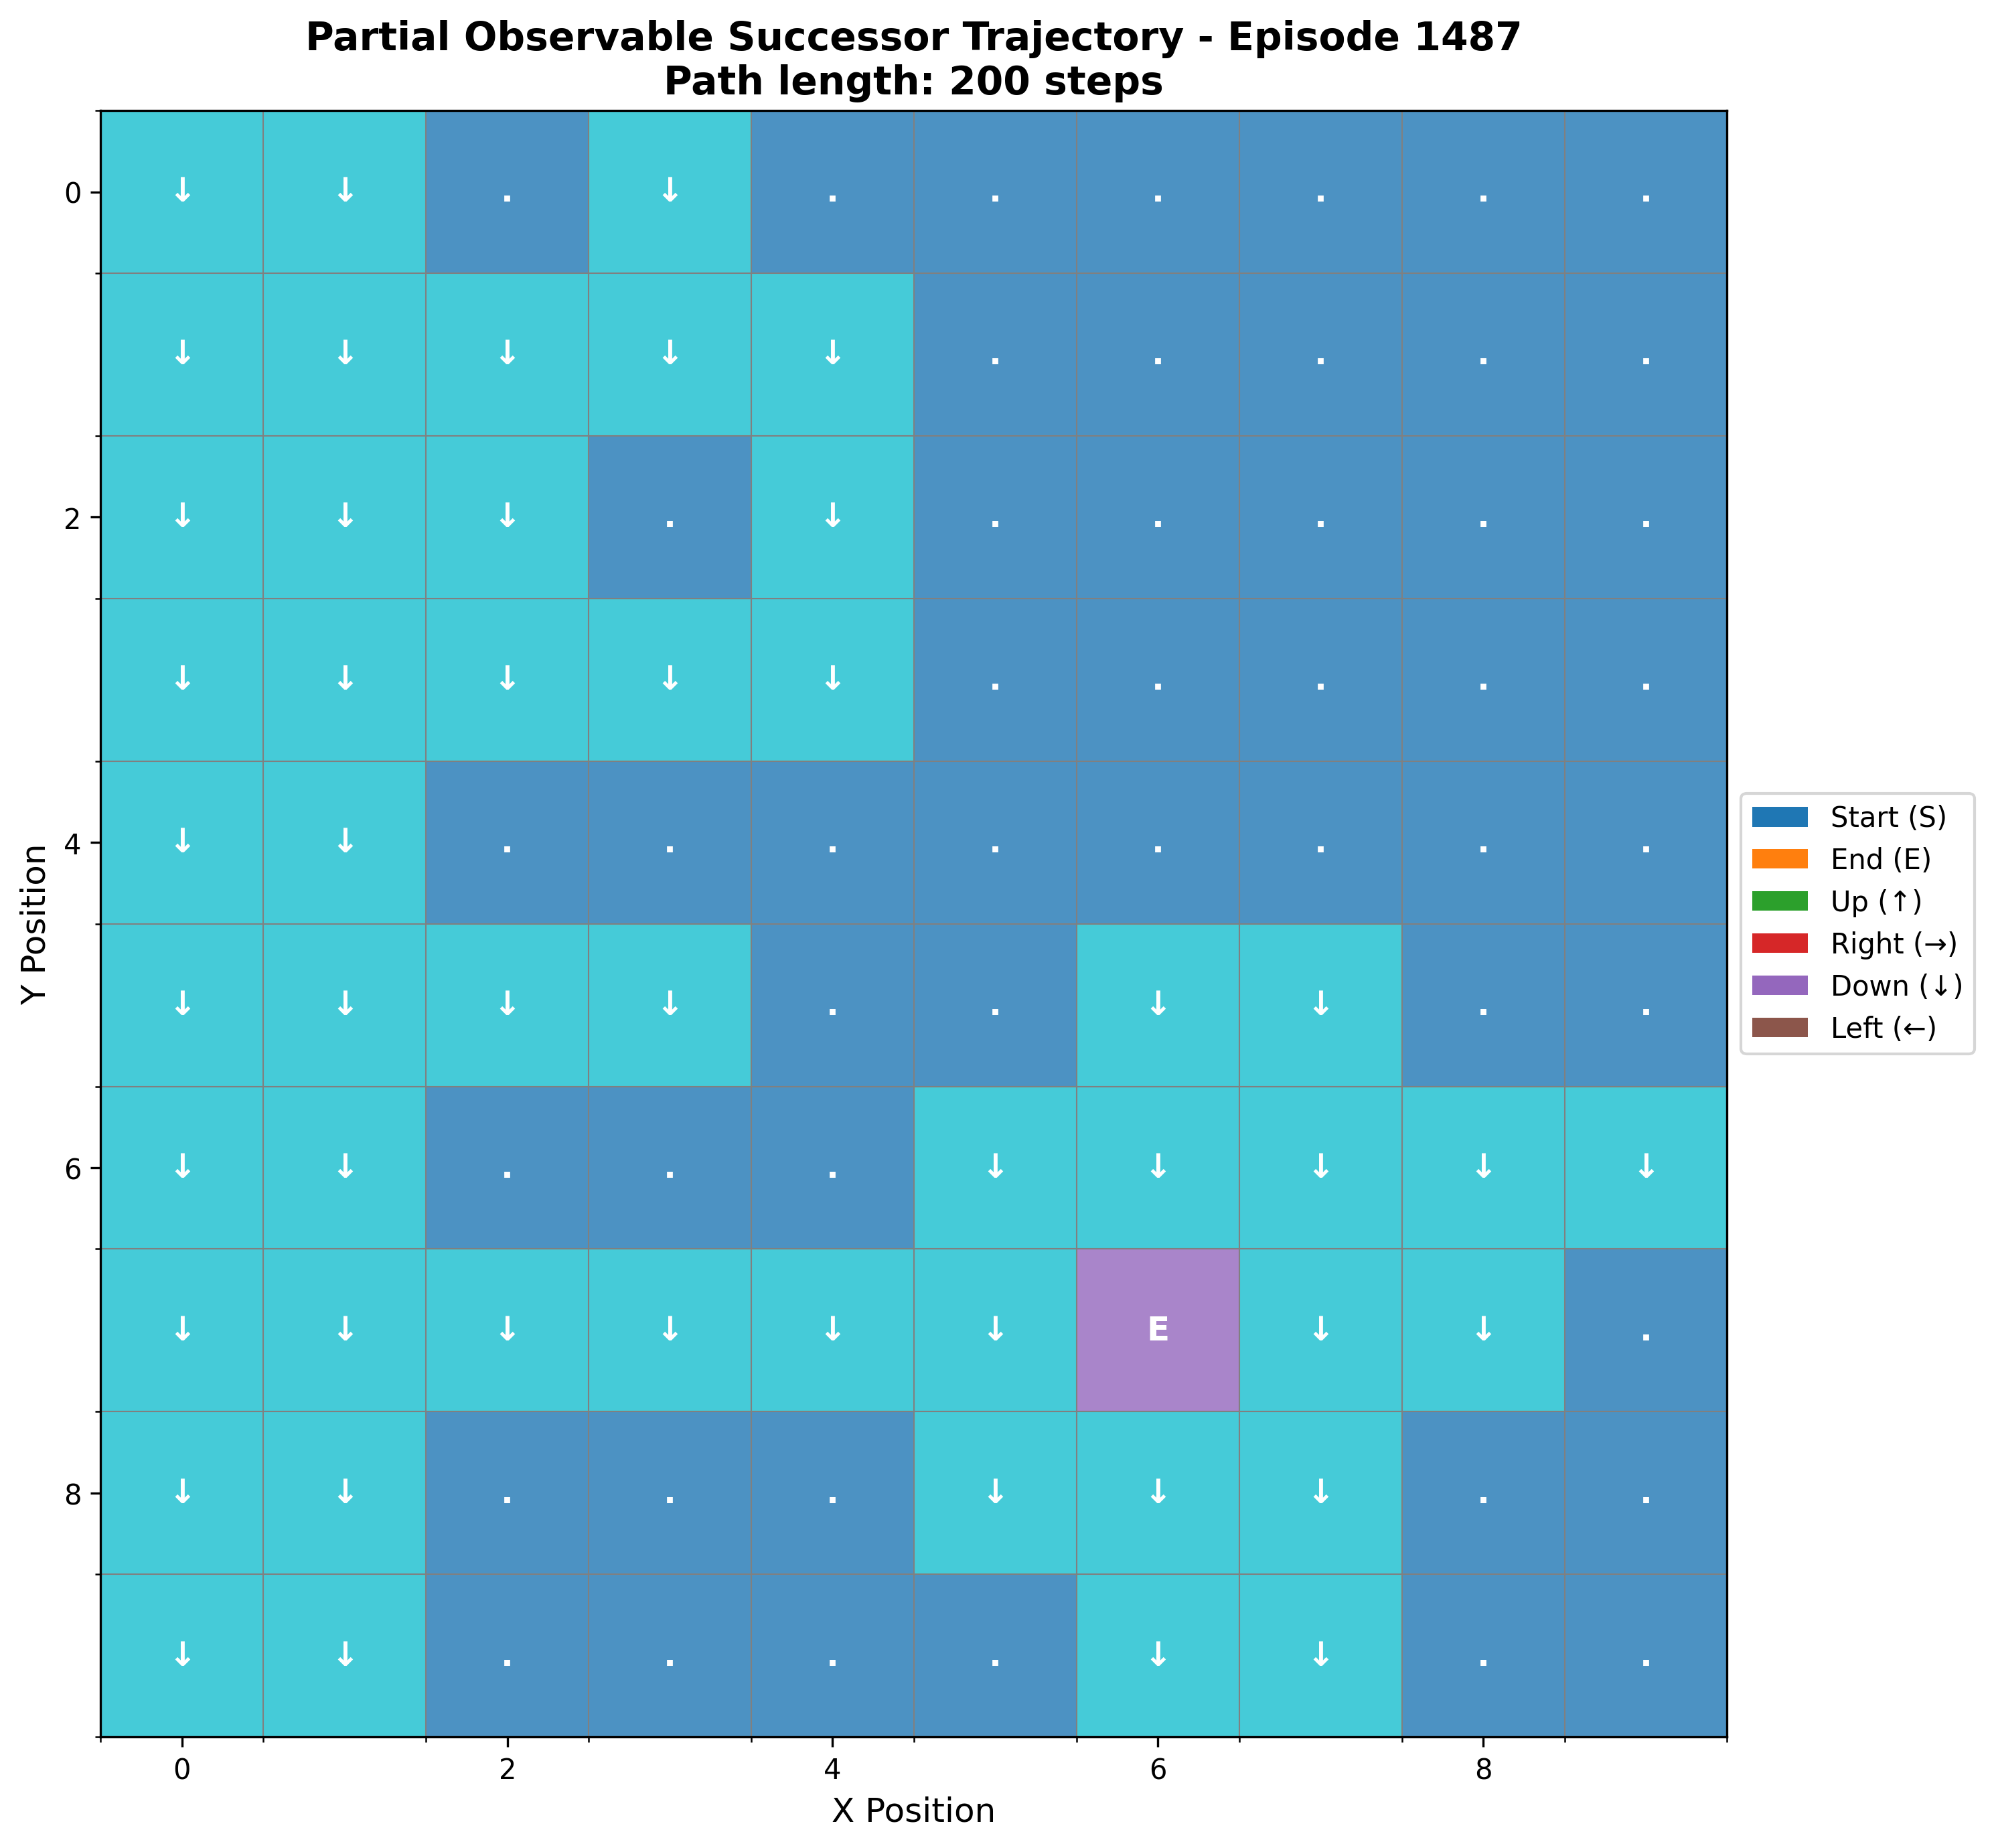 Partial Observable Successor Trajectory - Episode 1487
Path length: 200 steps
0 ↓ ↓ . ↓ . . . . . .
↓ ↓ ↓ ↓ ↓ . . . . .
2 ↓ ↓ ↓ . ↓ . . . . .
↓ ↓ ↓ ↓ ↓ . . . . .
4 ↓ ↓ . . . . . . . .
↓ ↓ ↓ ↓ . . ↓ ↓ . .
6 ↓ ↓ . . . ↓ ↓ ↓ ↓ ↓
↓ ↓ ↓ ↓ ↓ ↓ E ↓ ↓ .
8 ↓ ↓ . . . ↓ ↓ ↓ . .
↓ ↓ . . . . ↓ ↓ . .
0 2 4 6 8
X Position
Y Position
Start (S)
End (E)
Up (↑)
Right (→)
Down (↓)
Left (←)